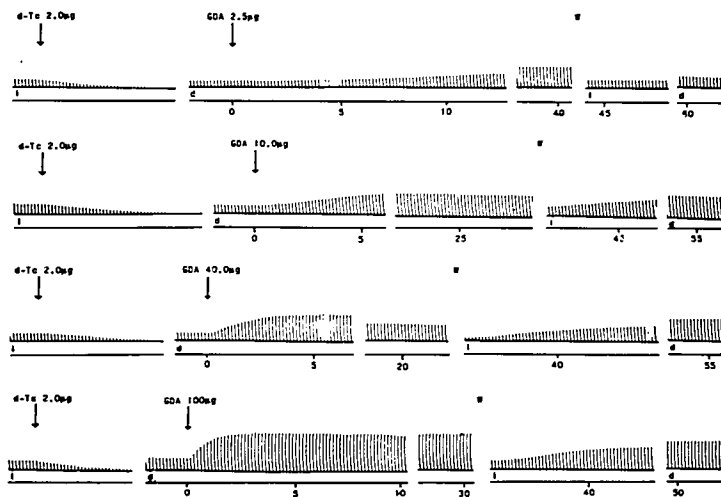 d-Tc 2.0µg GDA 2.5µg W
i d i d
0 5 10 40 45 50
d-Tc 2.0µg GDA 10.0µg W
i d i d
0 5 25 55
d-Tc 2.0µg GDA 40.0µg W
i d i d
0 5 20 40 55
d-Tc 2.0µg GDA 100µg W
i d i d
0 5 10 30 40 50